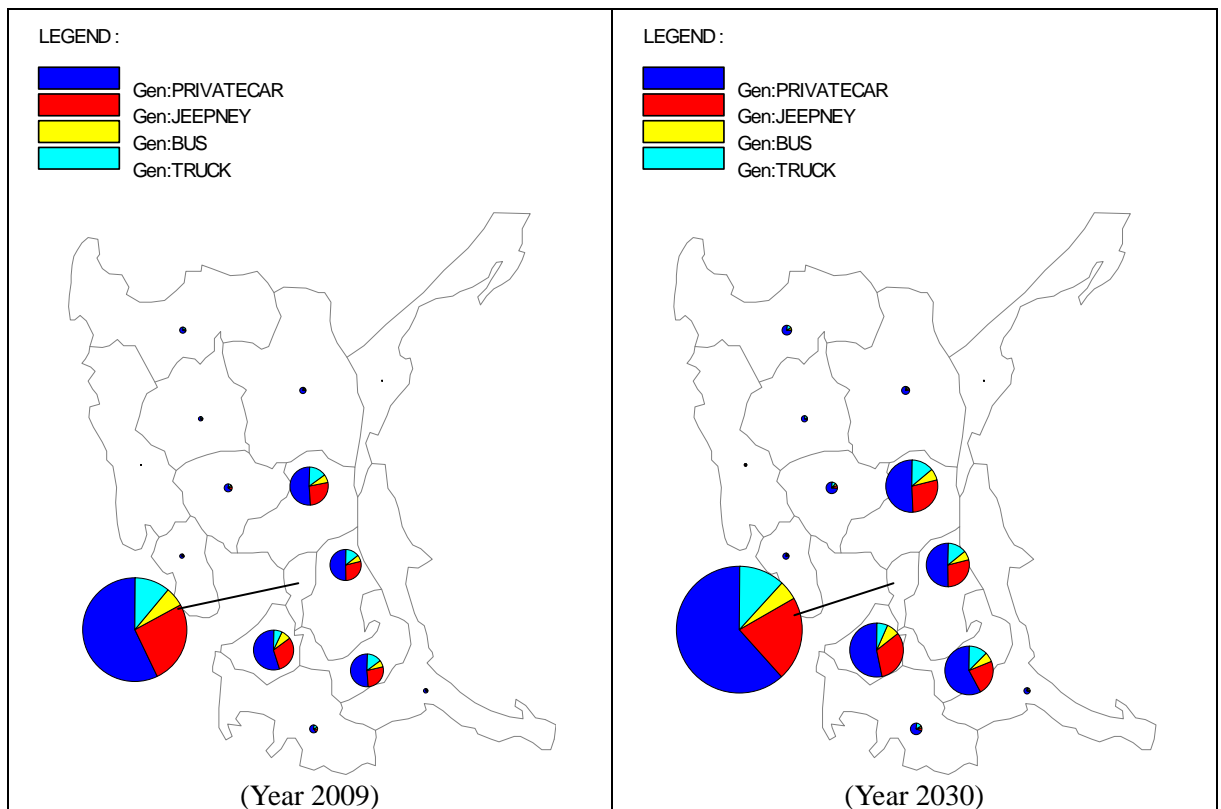 LEGEND :
Gen:PRIVATECAR
Gen:JEEPNEY
Gen:BUS
Gen:TRUCK
(Year 2009)
LEGEND :
Gen:PRIVATECAR
Gen:JEEPNEY
Gen:BUS
Gen:TRUCK
(Year 2030)